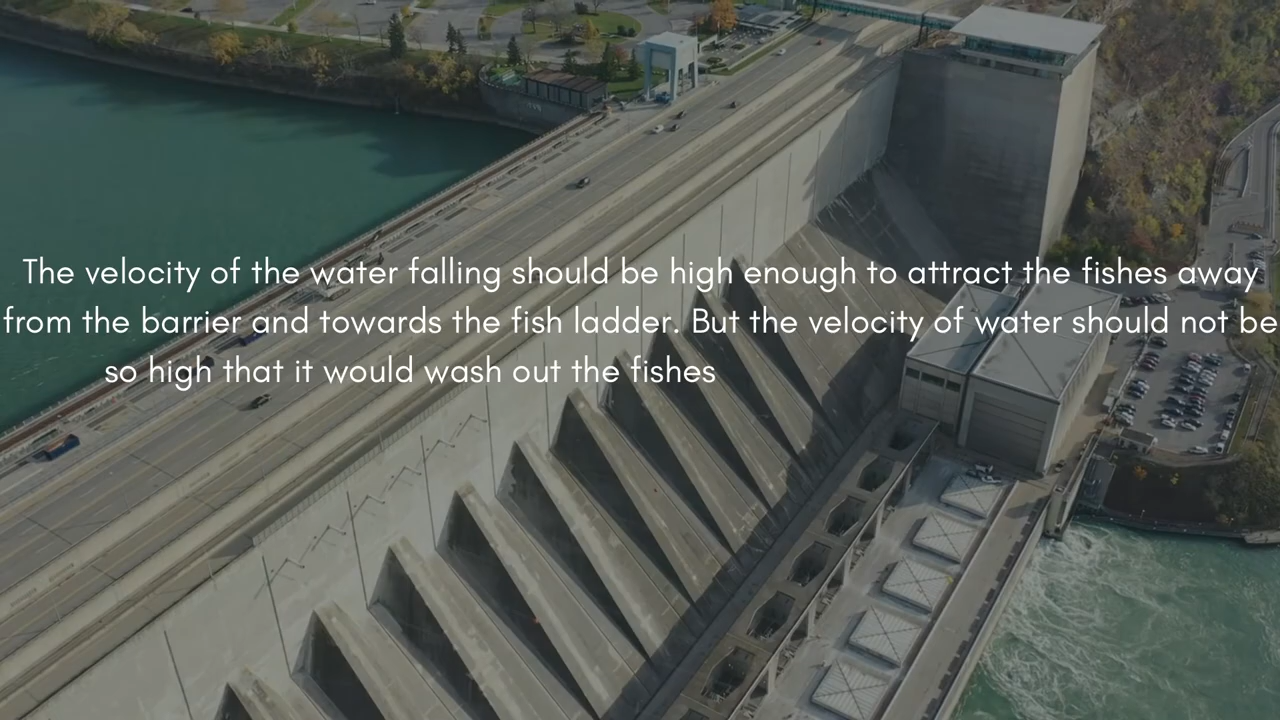 The velocity of the water falling should be high enough to attract the fishes away
from the barrier and towards the fish ladder. But the velocity of water should not be
so high that it would wash out the fishes